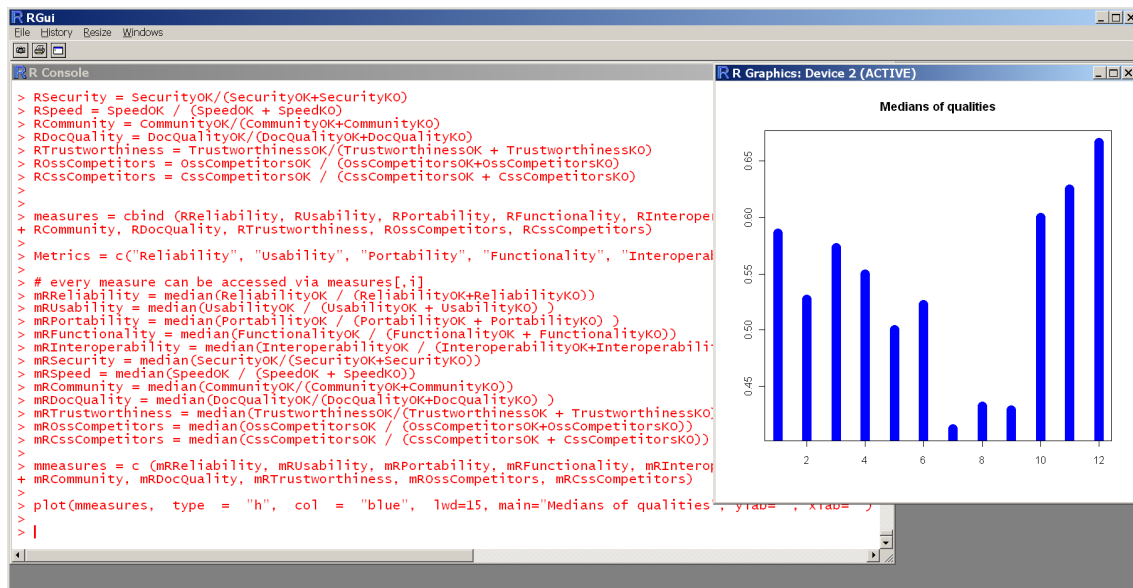 RGui
File History Resize Windows
R Console
> RSecurity = SecurityOK/(SecurityOK+SecurityKO)
> RSpeed = SpeedOK / (SpeedOK + SpeedKO)
> RCommunity = CommunityOK/(CommunityOK+CommunityKO)
> RDocQuality = DocQualityOK/(DocQualityOK+DocQualityKO)
> RTrustworthiness = TrustworthinessOK/(TrustworthinessOK + TrustworthinessKO)
> ROssCompetitors = OssCompetitorsOK / (OssCompetitorsOK+OssCompetitorsKO)
> RCssCompetitors = CssCompetitorsOK / (CssCompetitorsOK + CssCompetitorsKO)
>
>
> measures = cbind (RReliability, RUsability, RPortability, RFunctionality, RInteroper
+ RCommunity, RDocQuality, RTrustworthiness, ROssCompetitors, RCssCompetitors)
>
> Metrics = c("Reliability", "Usability", "Portability", "Functionality", "Interoperab
>
> # every measure can be accessed via measures[,i]
> mRReliability = median(ReliabilityOK / (ReliabilityOK+ReliabilityKO))
> mRUsability = median(UsabilityOK / (UsabilityOK + UsabilityKO) )
> mRPortability = median(PortabilityOK / (PortabilityOK + PortabilityKO) )
> mRFunctionality = median(FunctionalityOK / (FunctionalityOK + FunctionalityKO))
> mRInteroperability = median(InteroperabilityOK / (InteroperabilityOK+Interoperabilit
> mRSecurity = median(SecurityOK/(SecurityOK+SecurityKO))
> mRSpeed = median(SpeedOK / (SpeedOK + SpeedKO))
> mRCommunity = median(CommunityOK/(CommunityOK+CommunityKO))
> mRDocQuality = median(DocQualityOK/(DocQualityOK+DocQualityKO) )
> mRTrustworthiness = median(TrustworthinessOK/(TrustworthinessOK + TrustworthinessKO)
> mROssCompetitors = median(OssCompetitorsOK / (OssCompetitorsOK+OssCompetitorsKO))
> mRCssCompetitors = median(CssCompetitorsOK / (CssCompetitorsOK + CssCompetitorsKO))
>
> mmeasures = c (mRReliability, mRUsability, mRPortability, mRFunctionality, mRInterop
+ mRCommunity, mRDocQuality, mRTrustworthiness, mROssCompetitors, mRCssCompetitors)
>
> plot(mmeasures, type = "h", col = "blue", lwd=15, main="Medians of qualities",
>
>
R Graphics: Device 2 (ACTIVE)
Medians of qualities
0.65
0.60
0.55
0.50
0.45
2 4 6 8 10 12